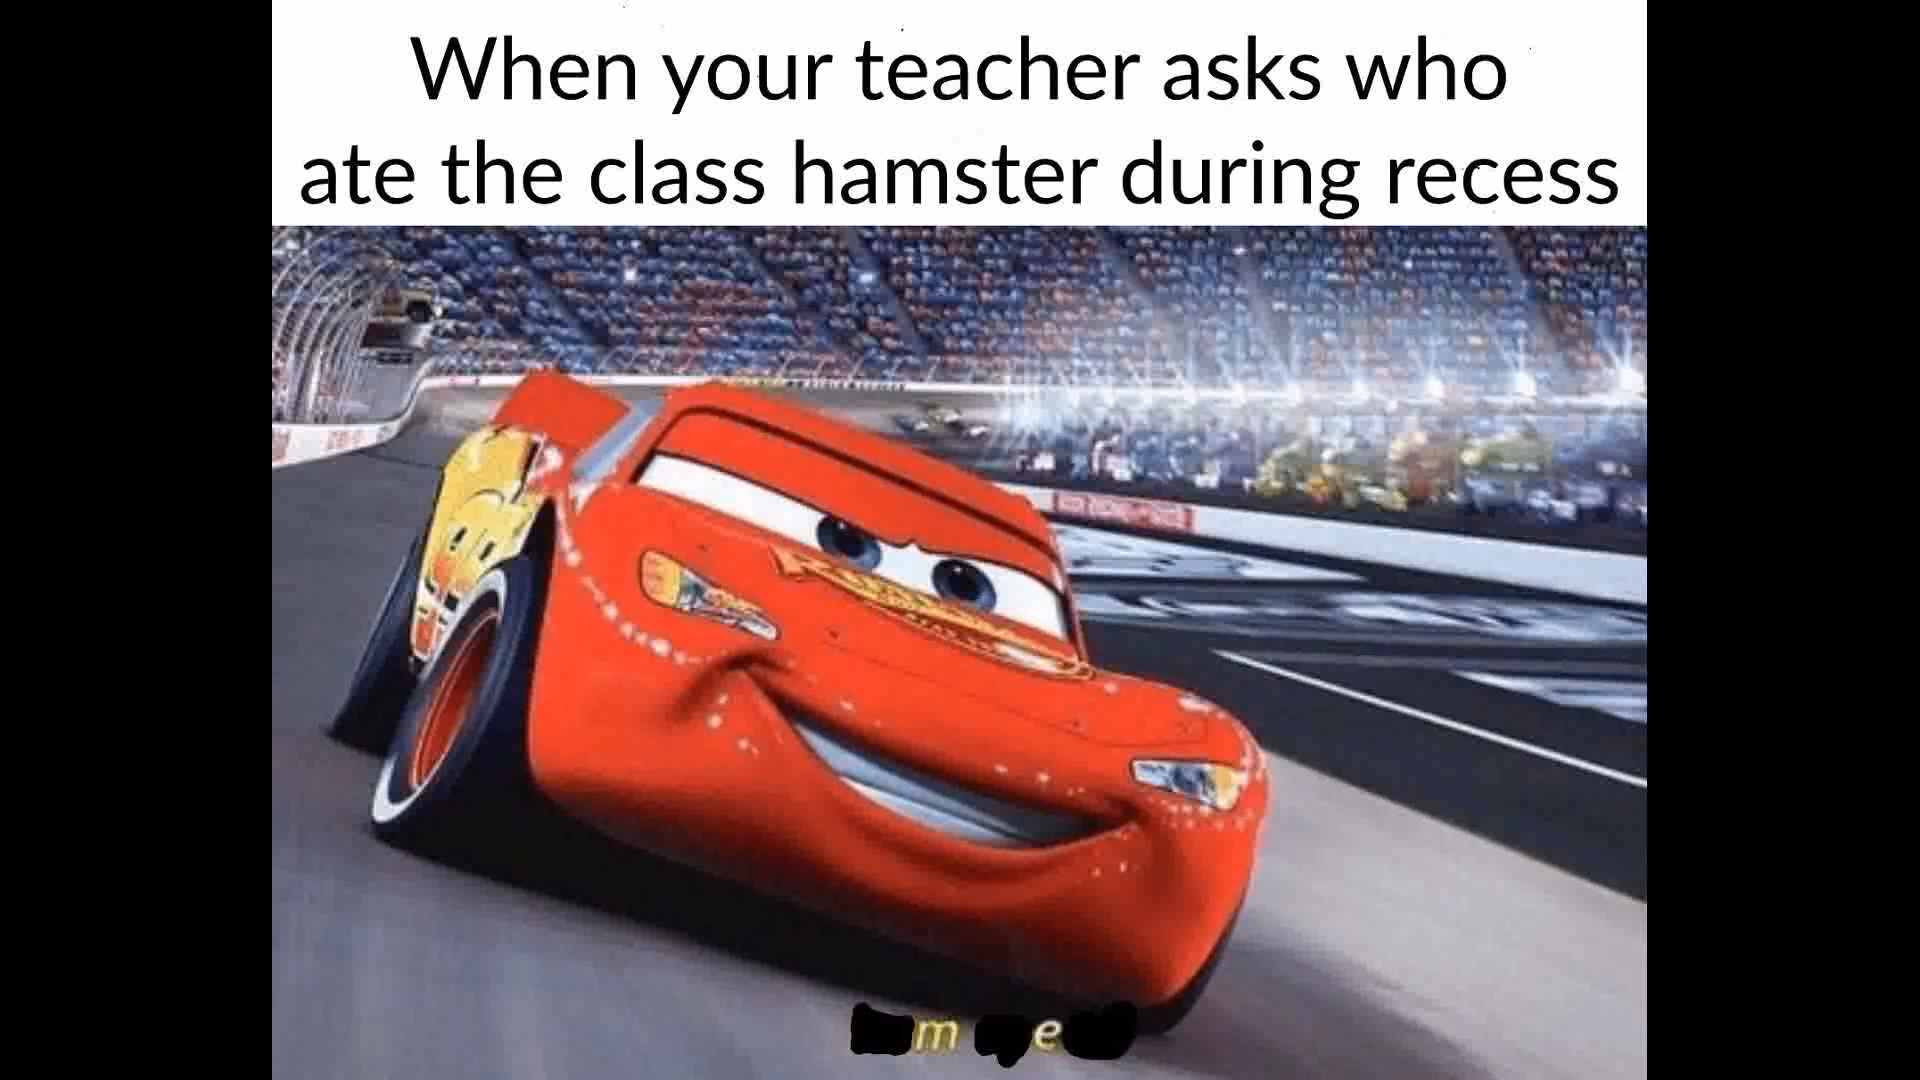 When your teacher asks who
ate the class hamster during recess
m e